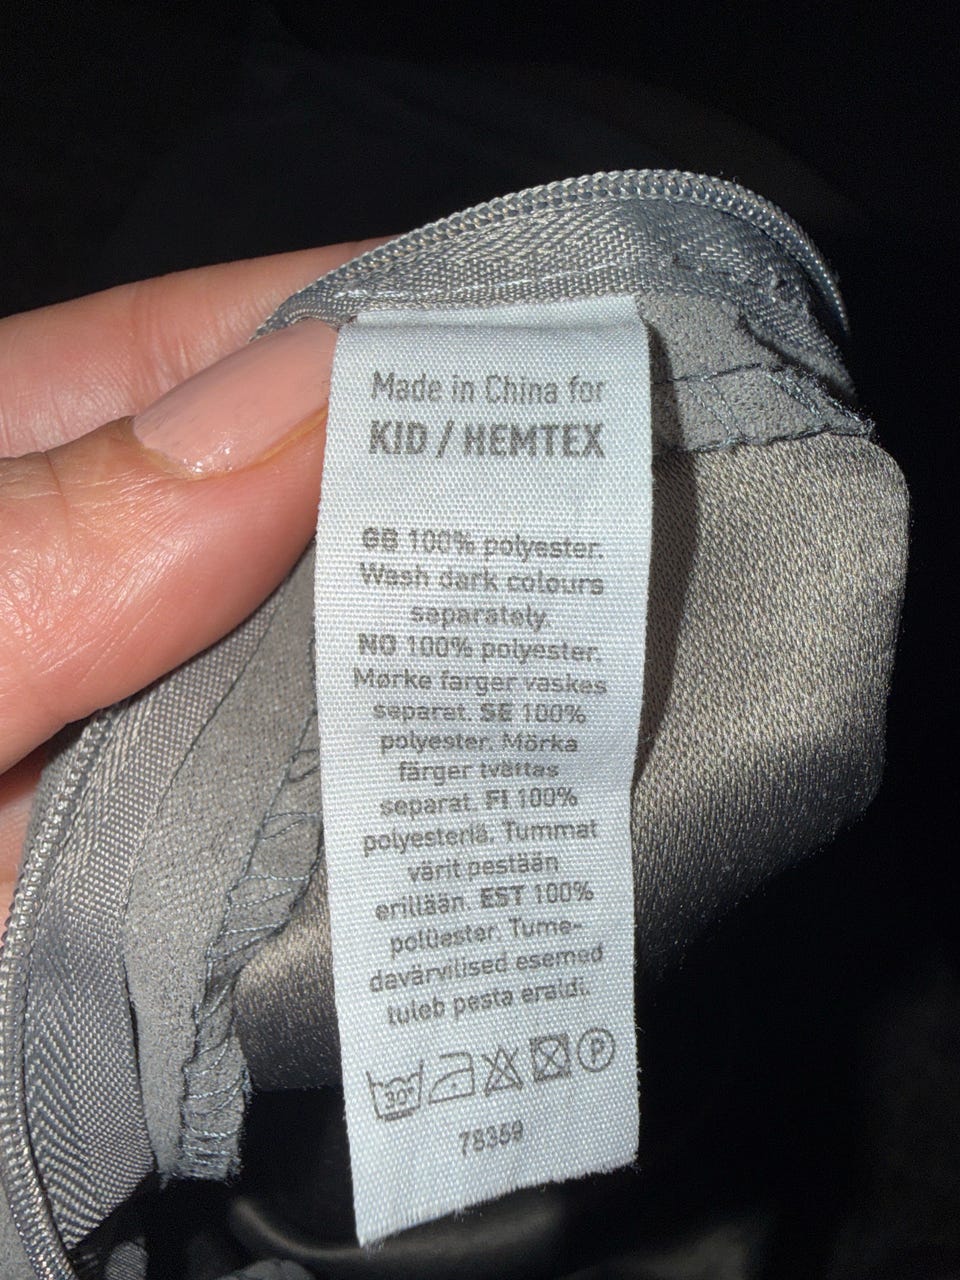 Made in China for
KID / HEMTEX
GB 100% polyester.
Wash dark colours
separately.
NO 100% polyester.
Mørke farger vaskes
separat. SE 100%
polyester. Mörka
färger tvättas
separat. FI 100%
polyesteriä. Tummat
värit pestään
erillään. EST 100%
polüester. Tume-
davärvilised esemed
tuleb pesta eraldi.
30°
P
78359